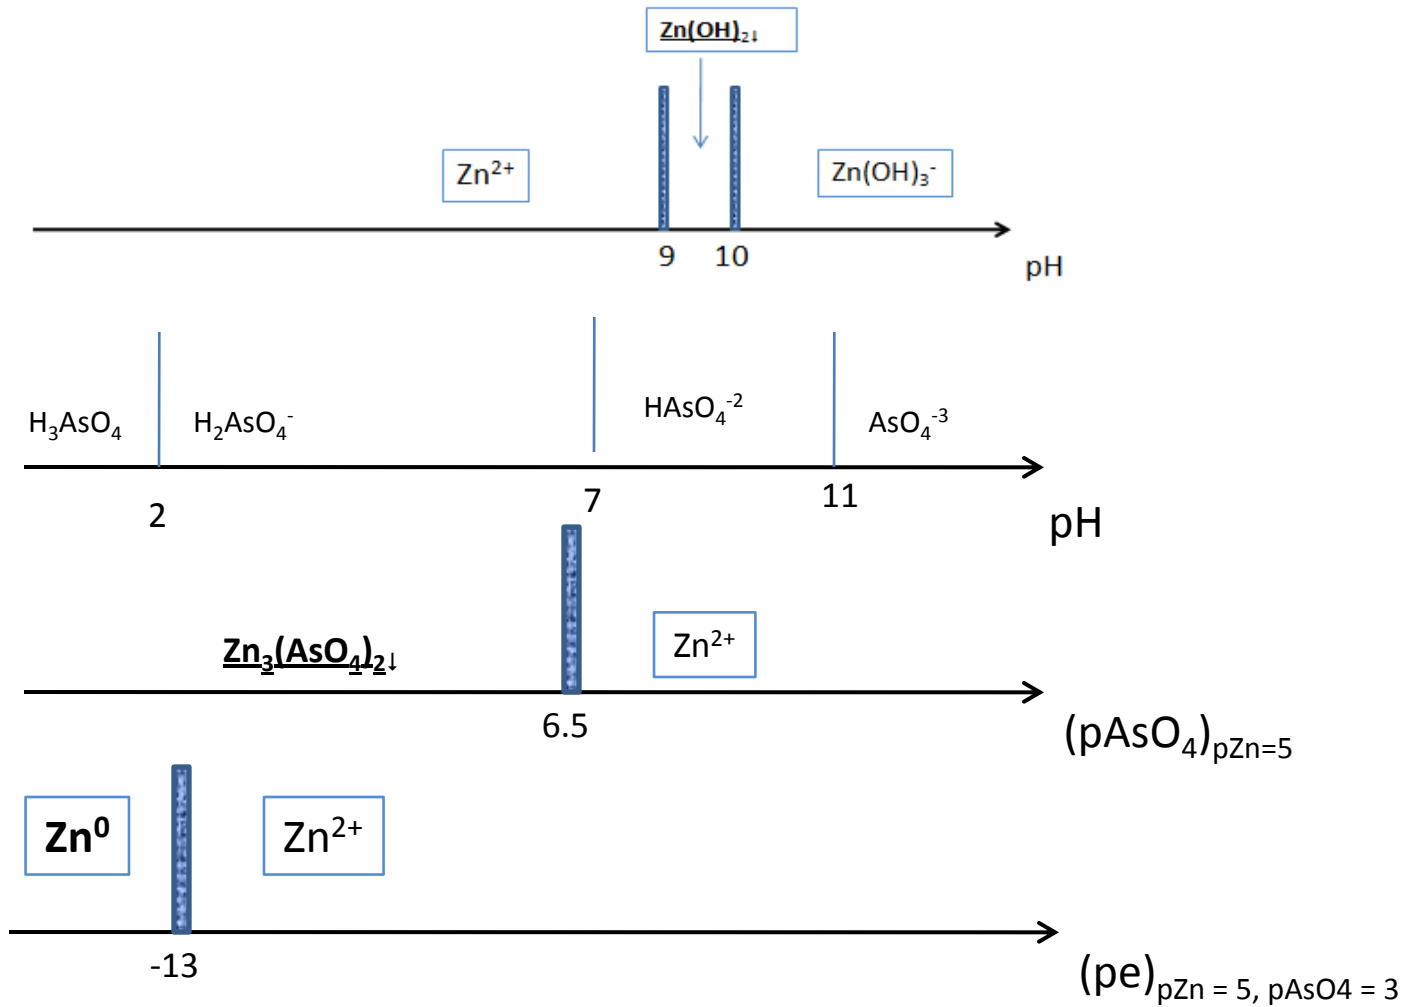 Zn(OH)₂↓
Zn²⁺
Zn(OH)₃⁻
9 10
pH
H₃AsO₄ H₂AsO₄⁻ HAsO₄⁻² AsO₄⁻³
2 7 11
pH
Zn₃(AsO₄)₂↓ Zn²⁺
6.5
(pAsO₄)pZn=5
Zn⁰ Zn²⁺
-13
(pe)pZn = 5, pAsO4 = 3